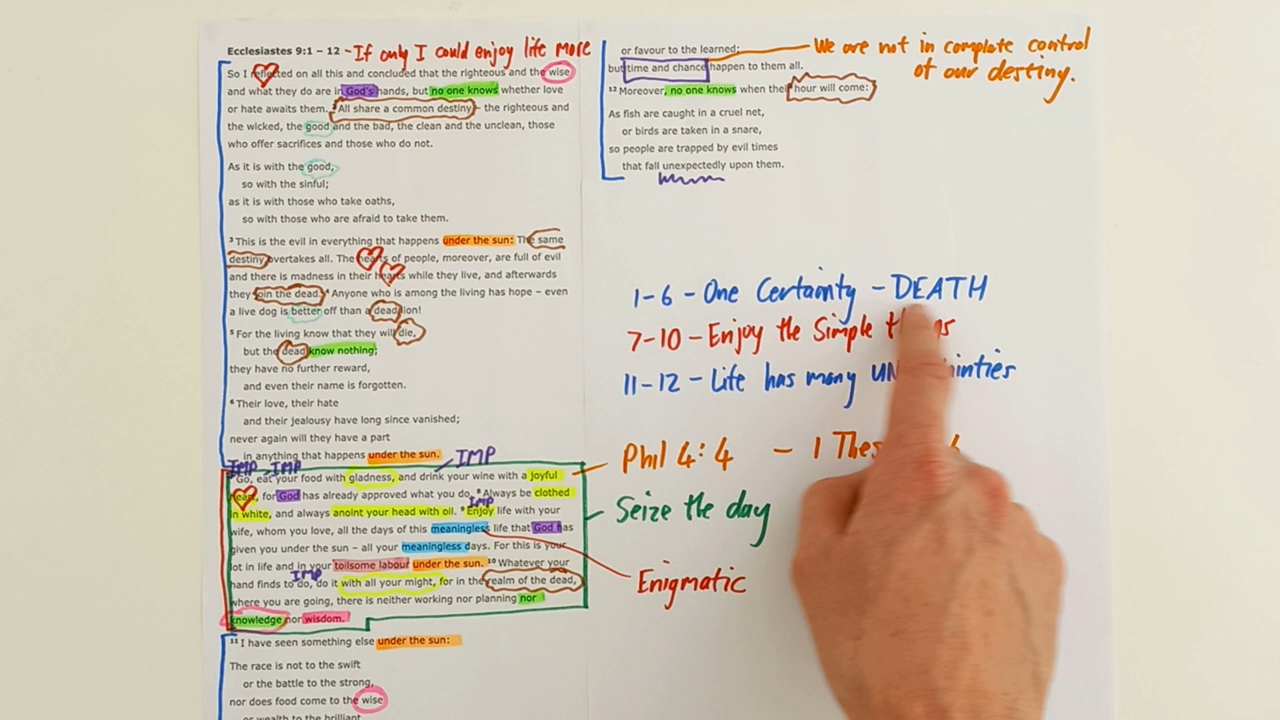 Ecclesiastes 9:1 – 12 - If only I could enjoy life more
So I reflected on all this and concluded that the righteous and the wise
and what they do are in God's hands, but no one knows whether love
or hate awaits them. ² All share a common destiny – the righteous and
the wicked, the good and the bad, the clean and the unclean, those
who offer sacrifices and those who do not.
As it is with the good,
so with the sinful;
as it is with those who take oaths,
so with those who are afraid to take them.
³ This is the evil in everything that happens under the sun: The same
destiny overtakes all. The hearts of people, moreover, are full of evil
and there is madness in their hearts while they live, and afterwards
they join the dead. ⁴ Anyone who is among the living has hope – even
a live dog is better off than a dead lion!
⁵ For the living know that they will die,
but the dead know nothing;
they have no further reward,
and even their name is forgotten.
⁶ Their love, their hate
and their jealousy have long since vanished;
never again will they have a part
in anything that happens under the sun.
IMP IMP IMP
⁷ Go, eat your food with gladness, and drink your wine with a joyful
heart, for God has already approved what you do. ⁸ Always be clothed
IMP
in white, and always anoint your head with oil. ⁹ Enjoy life with your
wife, whom you love, all the days of this meaningless life that God has
given you under the sun – all your meaningless days. For this is your
lot in life and in your toilsome labour under the sun. ¹⁰ Whatever your
IMP
hand finds to do, do it with all your might, for in the realm of the dead,
where you are going, there is neither working nor planning nor
knowledge nor wisdom.
¹¹ I have seen something else under the sun:
The race is not to the swift
or the battle to the strong,
nor does food come to the wise
or wealth to the brilliant
or favour to the learned;
but time and chance happen to them all.
¹² Moreover, no one knows when their hour will come:
As fish are caught in a cruel net,
or birds are taken in a snare,
so people are trapped by evil times
that fall unexpectedly upon them.
We are not in complete control
of our destiny.
1-6 - One Certainty - DEATH
7-10 - Enjoy the Simple
11-12 - Life has many
Phil 4:4 - 1
Seize the day
Enigmatic